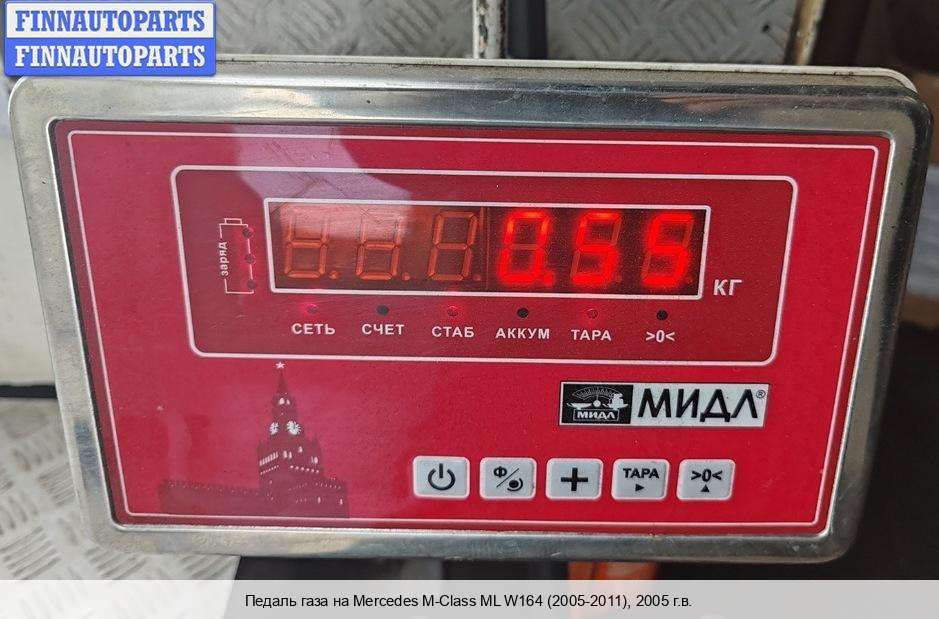 FINNAUTOPARTS
FINNAUTOPARTS
заряд
0.55
КГ
СЕТЬ СЧЕТ СТАБ АККУМ ТАРА >0<
МИДЛ МИДЛ®
Ф ТАРА >0<
Педаль газа на Mercedes M-Class ML W164 (2005-2011), 2005 г.в.